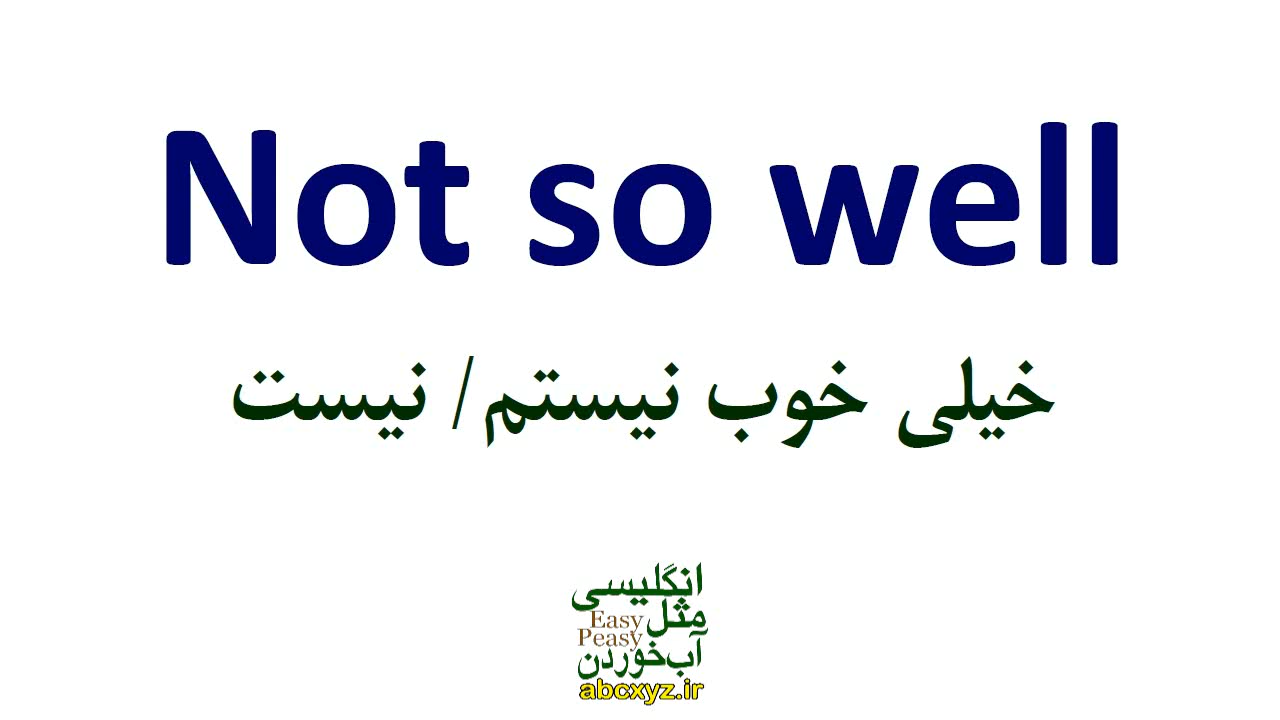 Not so well
خیلی خوب نیستم/ نیست
انگلیسی
مثل
Easy
Peasy
آب‌خوردن
abcxyz.ir